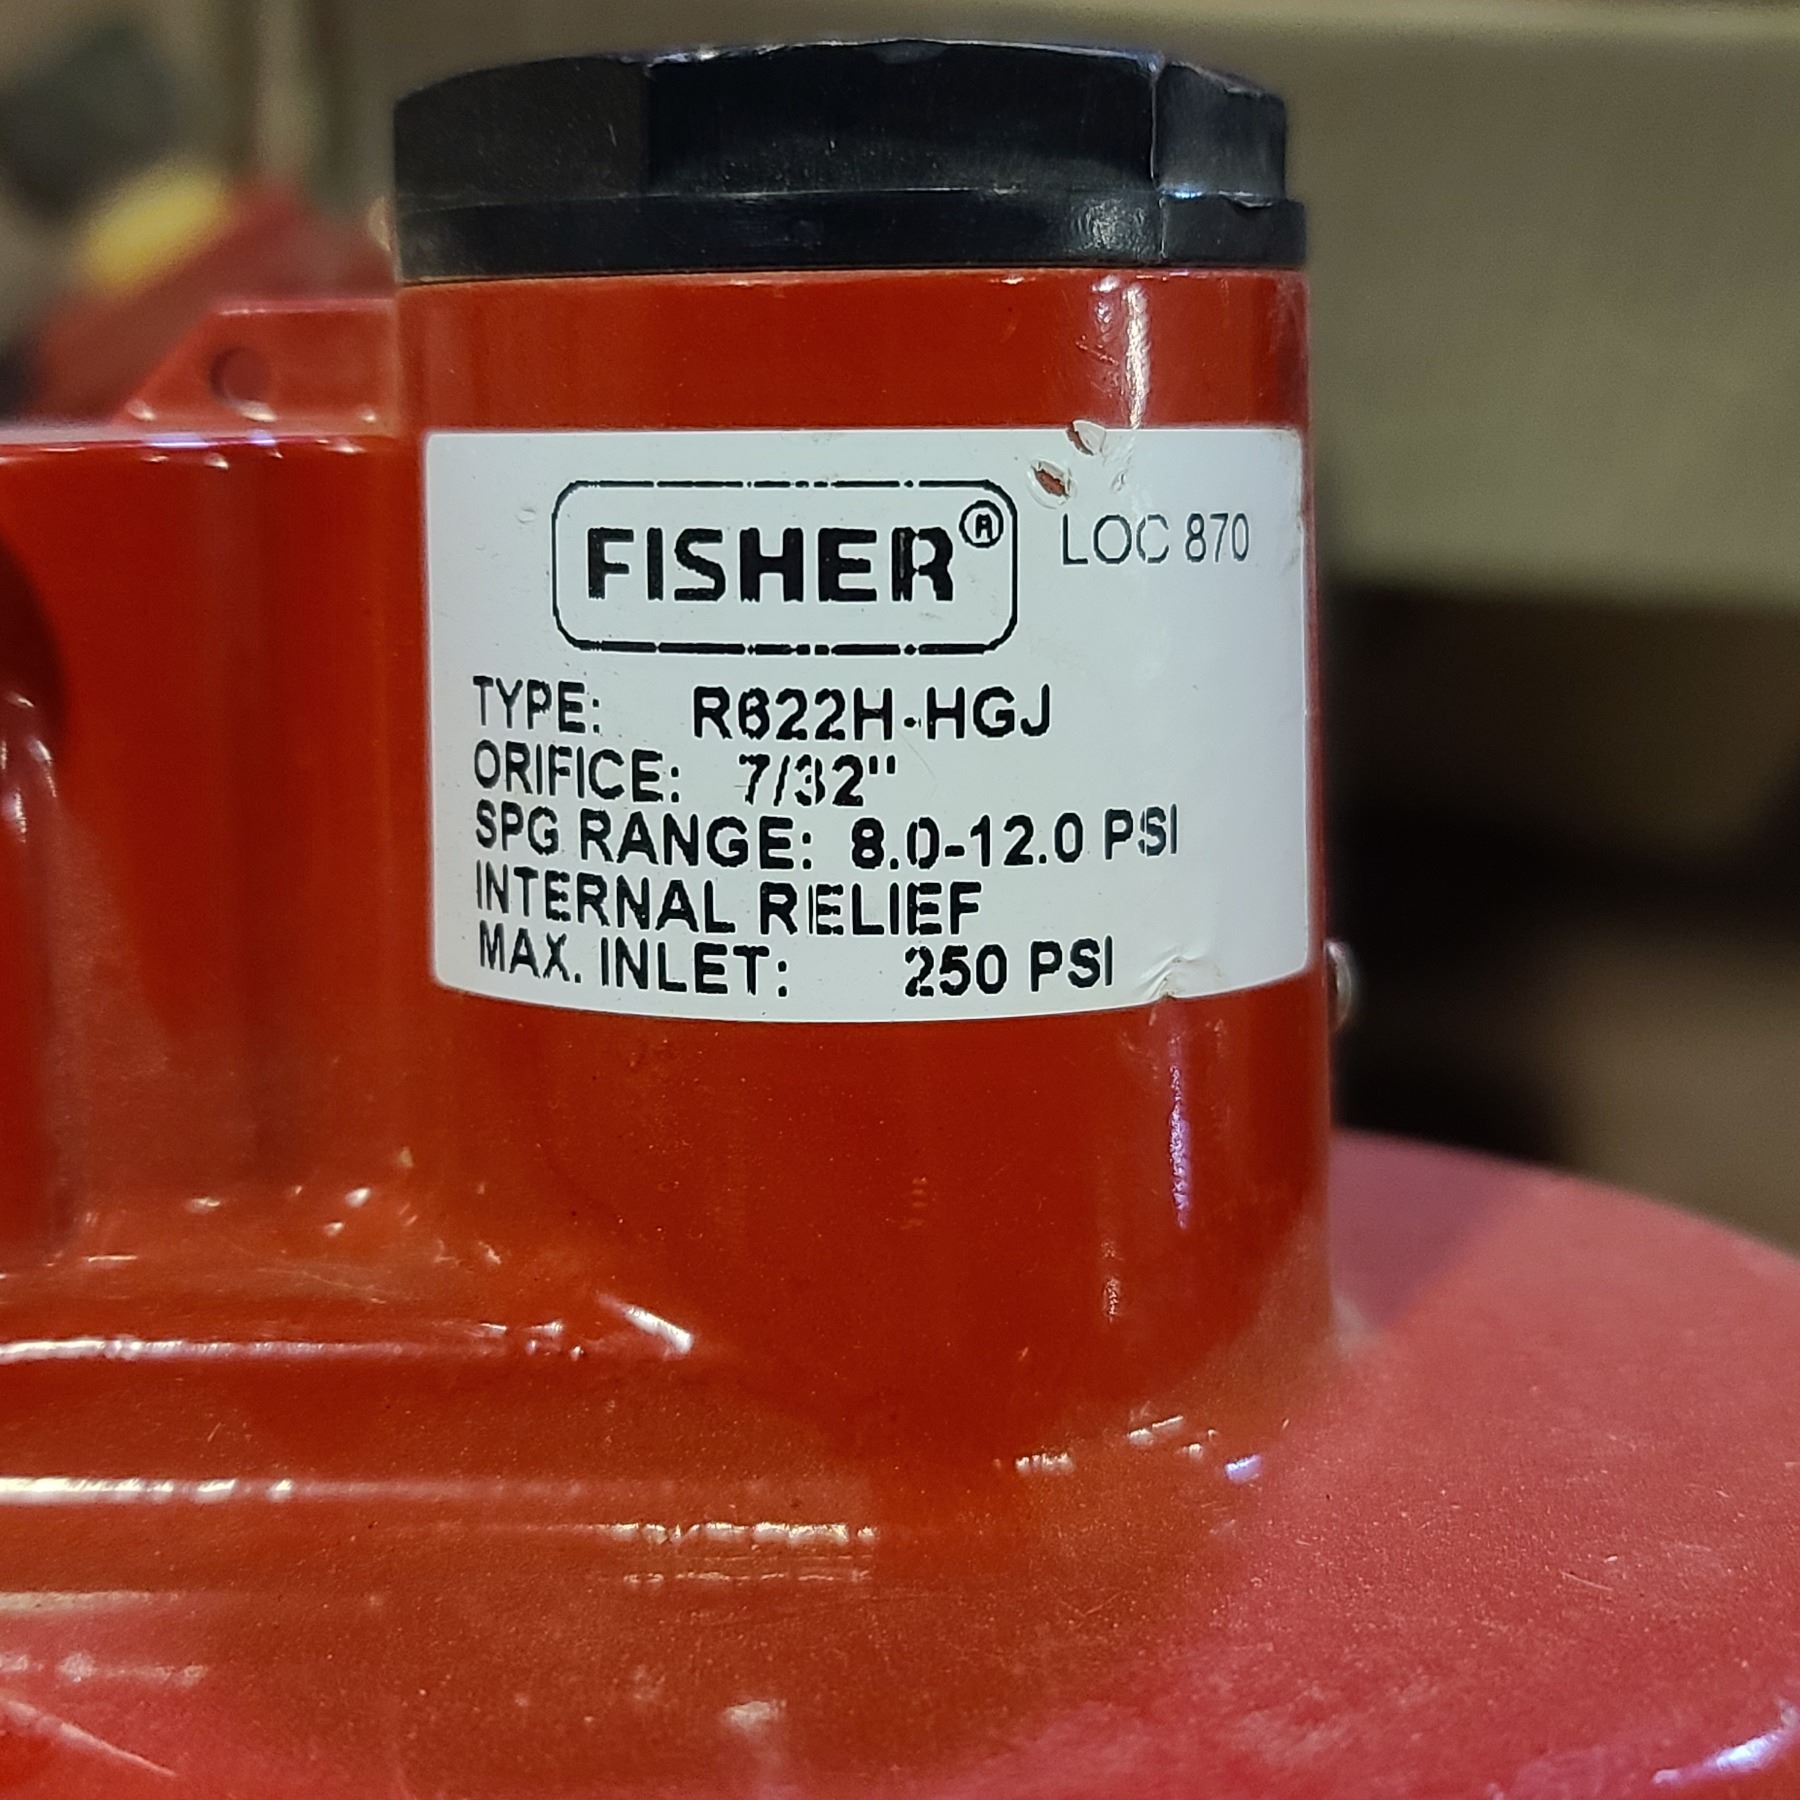 FISHER® LOC 870
TYPE: R622H-HGJ
ORIFICE: 7/32"
SPG RANGE: 8.0-12.0 PSI
INTERNAL RELIEF
MAX. INLET: 250 PSI